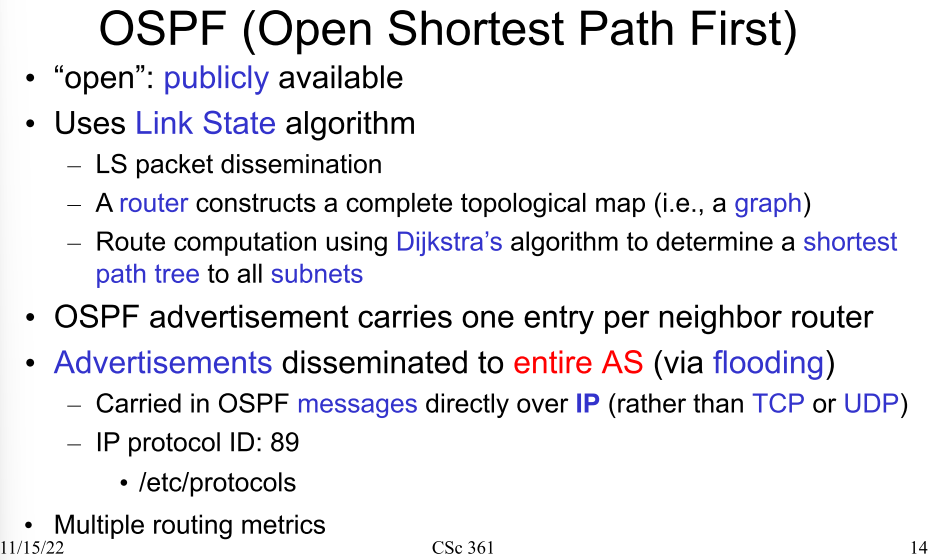 OSPF (Open Shortest Path First)
• “open”: publicly available
• Uses Link State algorithm
– LS packet dissemination
– A router constructs a complete topological map (i.e., a graph)
– Route computation using Dijkstra’s algorithm to determine a shortest
path tree to all subnets
• OSPF advertisement carries one entry per neighbor router
• Advertisements disseminated to entire AS (via flooding)
– Carried in OSPF messages directly over IP (rather than TCP or UDP)
– IP protocol ID: 89
• /etc/protocols
• Multiple routing metrics
11/15/22 CSc 361 14